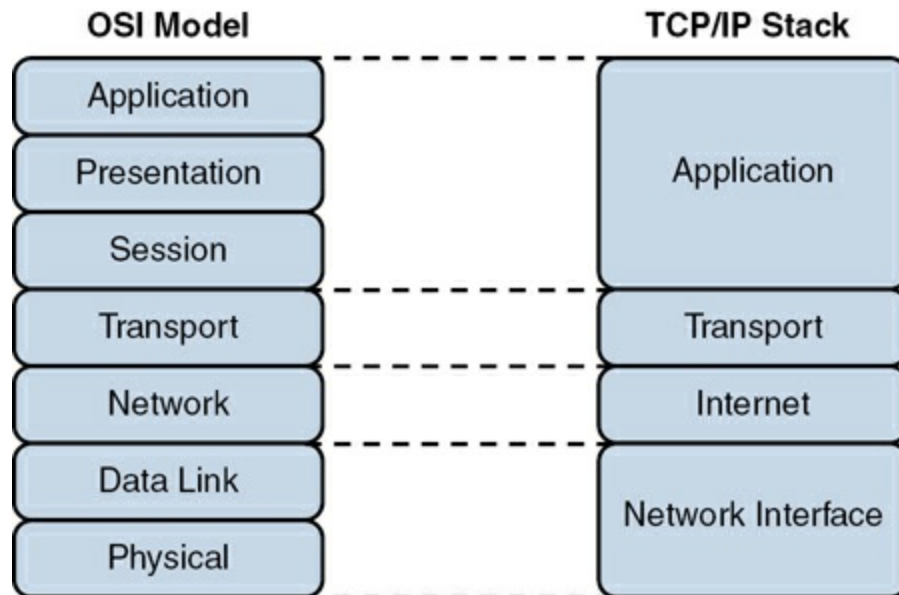 OSI Model
TCP/IP Stack
Application
Presentation
Session
Transport
Network
Data Link
Physical
Application
Transport
Internet
Network Interface